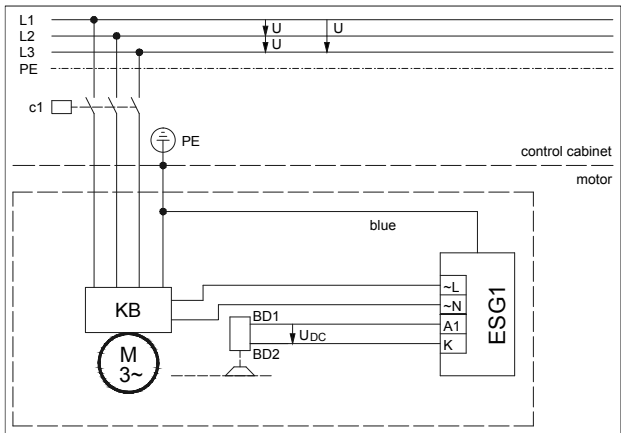 L1
U
U
L2
U
L3
PE
c1
PE
control cabinet
motor
blue
~L
KB
~N
ESG1
BD1
A1
UDC
K
BD2
M
3~